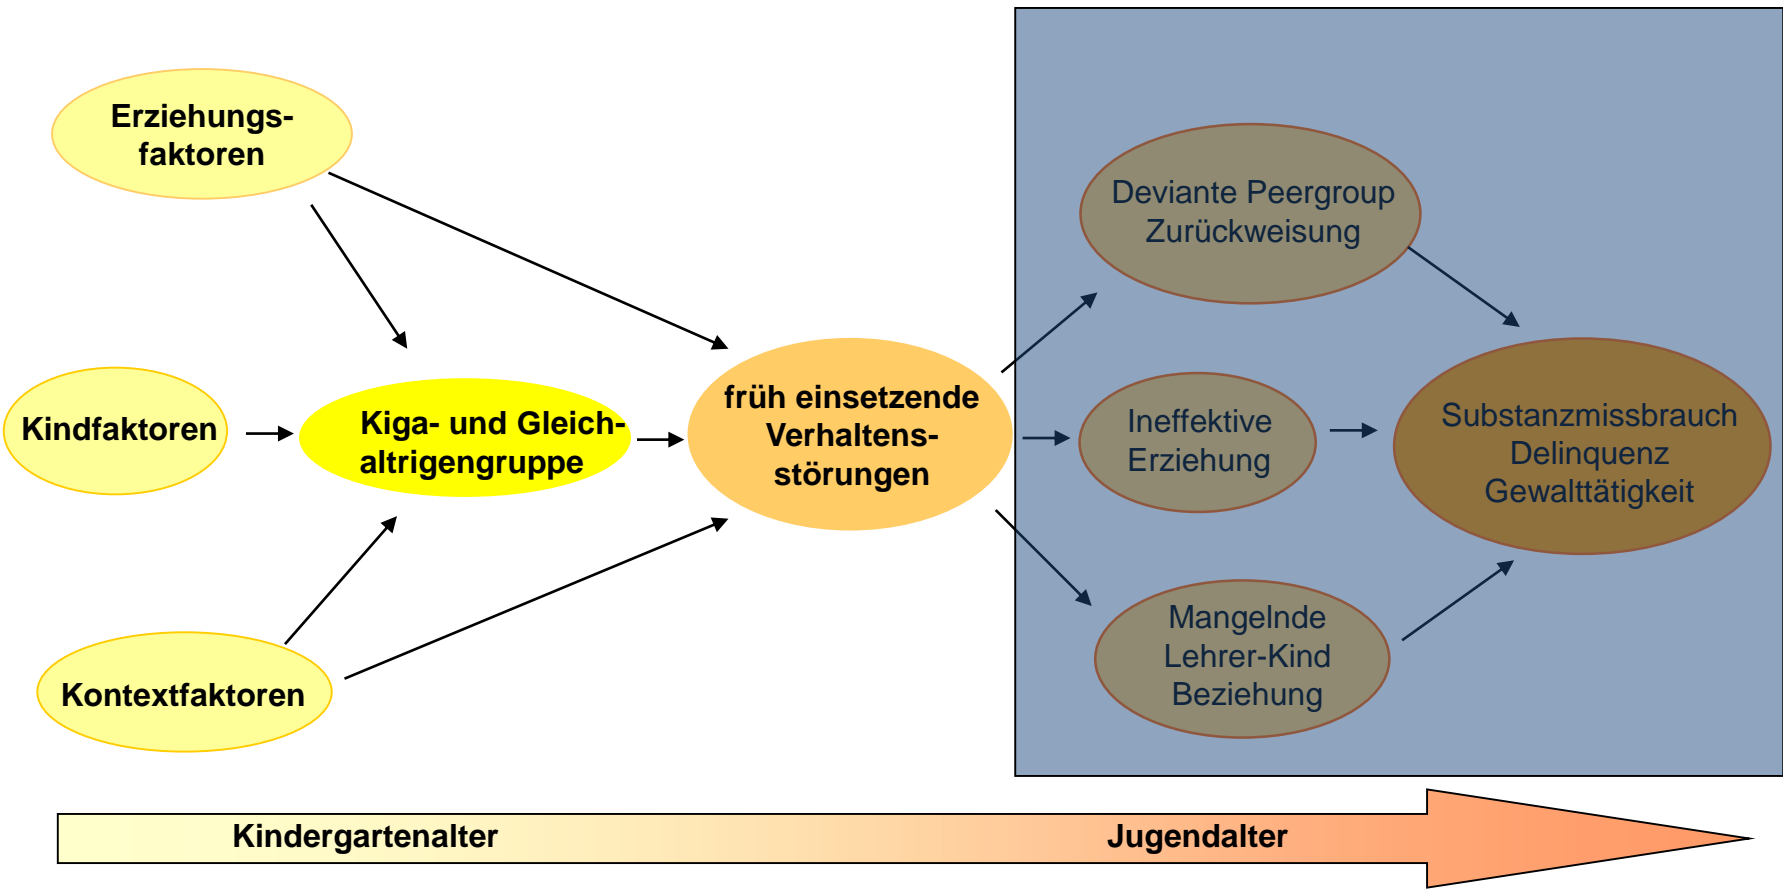 Erziehungs-
faktoren
Kindfaktoren
Kontextfaktoren
Kiga- und Gleich-
altrigengruppe
früh einsetzende
Verhaltens-
störungen
Deviante Peergroup
Zurückweisung
Ineffektive
Erziehung
Mangelnde
Lehrer-Kind
Beziehung
Substanzmissbrauch
Delinquenz
Gewalttätigkeit
Kindergartenalter
Jugendalter